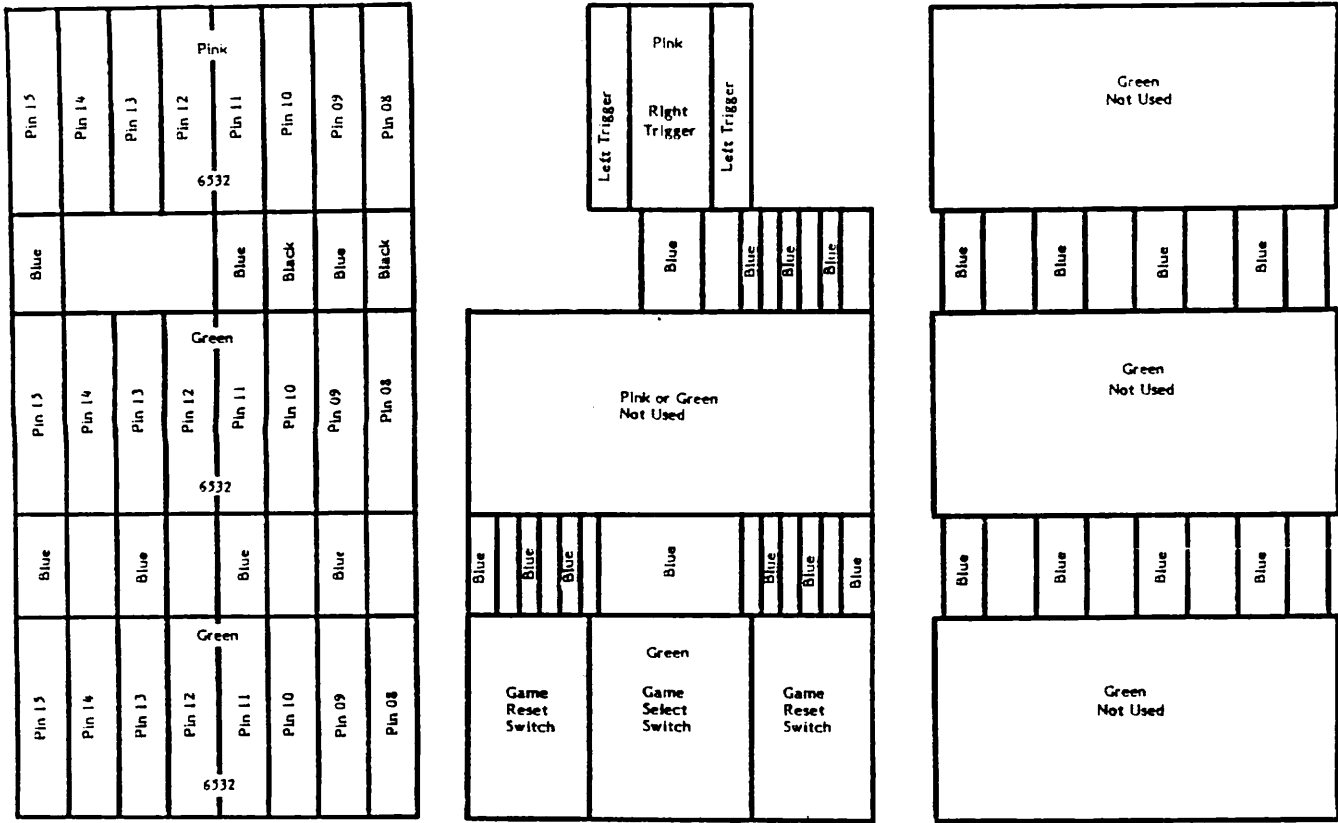 Pink
Pin 15
Pin 14
Pin 13
Pin 12
Pin 11
Pin 10
Pin 09
Pin 08
6532
Blue
Blue
Black
Blue
Black
Green
Pin 15
Pin 14
Pin 13
Pin 12
Pin 11
Pin 10
Pin 09
Pin 08
6532
Blue
Blue
Blue
Blue
Green
Pin 15
Pin 14
Pin 13
Pin 12
Pin 11
Pin 10
Pin 09
Pin 08
6532
Left Trigger
Pink
Right
Trigger
Left Trigger
Blue
Blue
Blue
Blue
Pink or Green
Not Used
Blue
Blue
Blue
Blue
Blue
Blue
Blue
Game
Reset
Switch
Green
Game
Select
Switch
Game
Reset
Switch
Green
Not Used
Blue
Blue
Blue
Blue
Green
Not Used
Blue
Blue
Blue
Blue
Green
Not Used